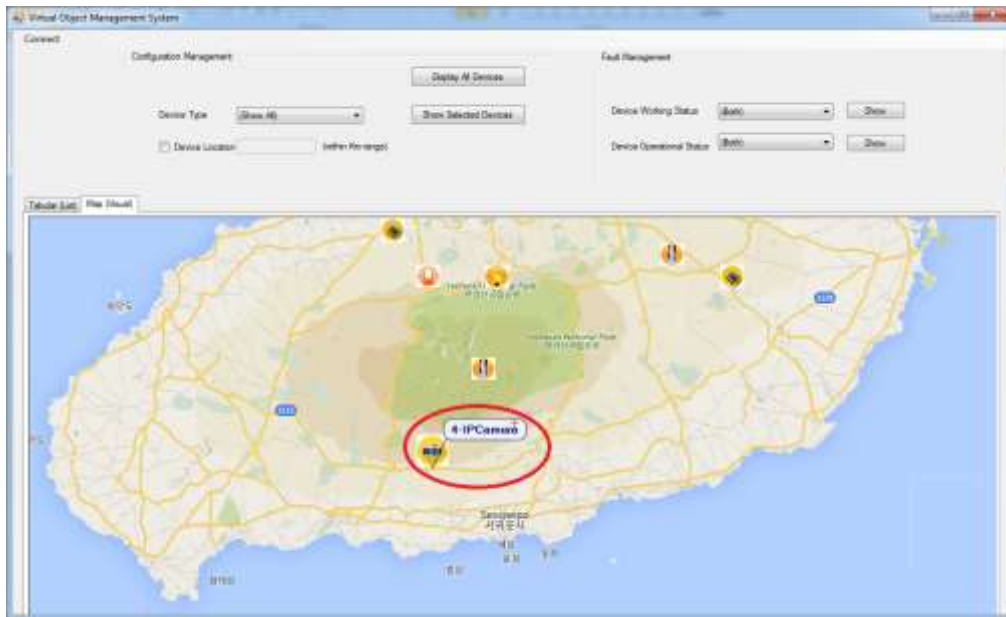 Virtual Object Management System
Connect
Configuration Management
Fault Management
Display All Devices
Device Type
(Show All)
Show Selected Devices
Device Working Status
(Both)
Show
Device Location
(within the range)
Device Operational Status
(Both)
Show
Tabular (List)
Map (Visual)
4-IPCamera
Seogwipo
서귀포시